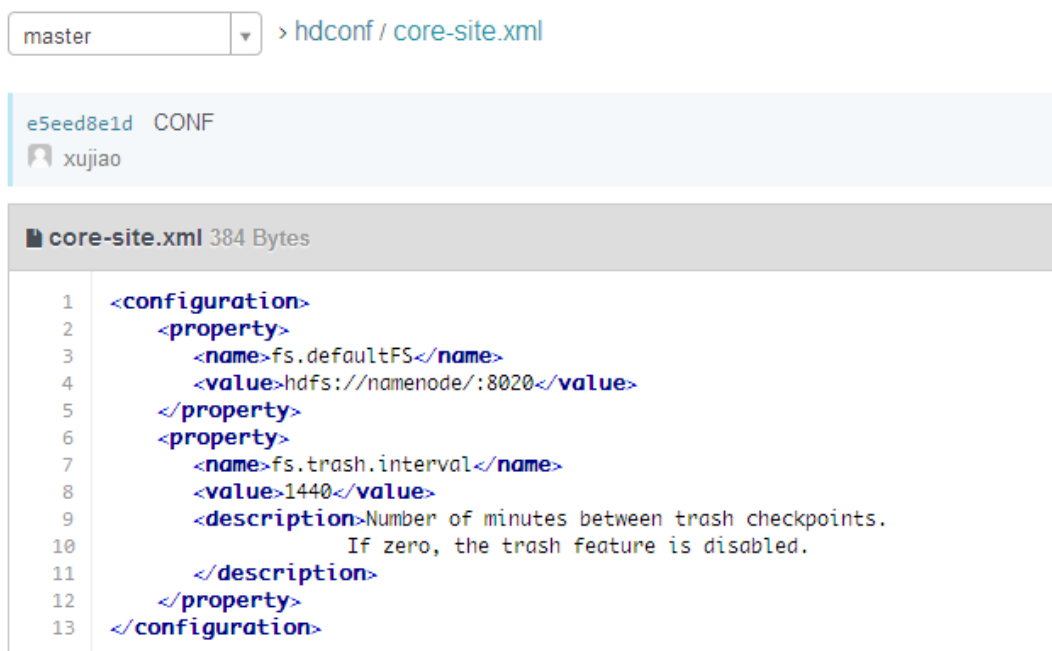 master > hdconf / core-site.xml
e5eed8e1d CONF
xujiao
core-site.xml 384 Bytes
1 <configuration>
2 <property>
3 <name>fs.defaultFS</name>
4 <value>hdfs://namenode/:8020</value>
5 </property>
6 <property>
7 <name>fs.trash.interval</name>
8 <value>1440</value>
9 <description>Number of minutes between trash checkpoints.
10 If zero, the trash feature is disabled.
11 </description>
12 </property>
13 </configuration>